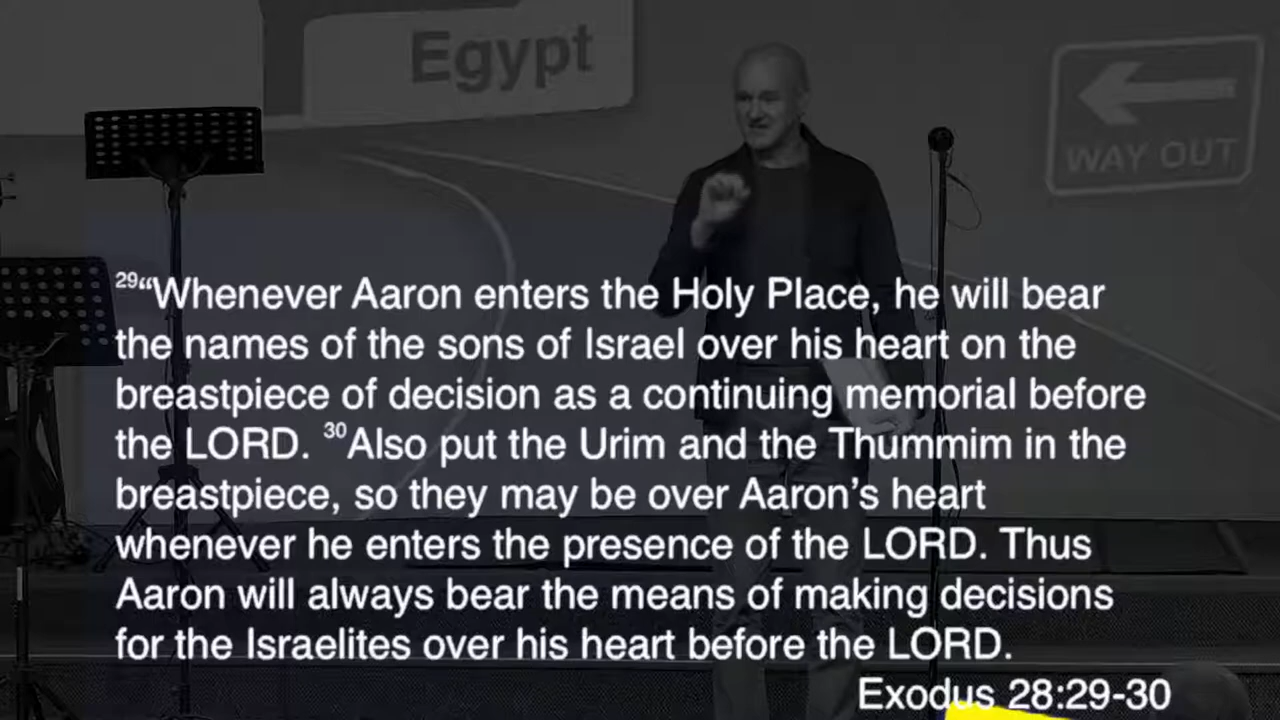 Egypt
WAY OUT
29“Whenever Aaron enters the Holy Place, he will bear
the names of the sons of Israel over his heart on the
breastpiece of decision as a continuing memorial before
the LORD. 30Also put the Urim and the Thummim in the
breastpiece, so they may be over Aaron’s heart
whenever he enters the presence of the LORD. Thus
Aaron will always bear the means of making decisions
for the Israelites over his heart before the LORD.
Exodus 28:29-30